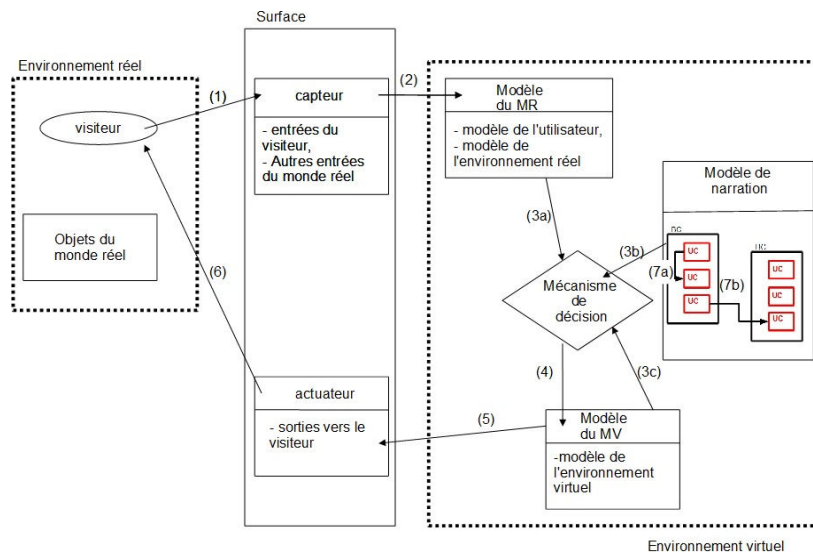 Surface
Environnement réel
visiteur
Objets du
monde réel
(1)
(2)
capteur
- entrées du
visiteur,
- Autres entrées
du monde réel
Modèle
du MR
- modèle de l'utilisateur,
- modèle de
l'environnement réel
Modèle de
narration
UC
UC
UC
UC
UC
UC
(3a)
(3b)
(7a)
(7b)
Mécanisme
de
décision
(6)
(4)
(3c)
actuateur
- sorties vers le
visiteur
(5)
Modèle
du MV
-modèle de
l'environnement
virtuel
Environnement virtuel